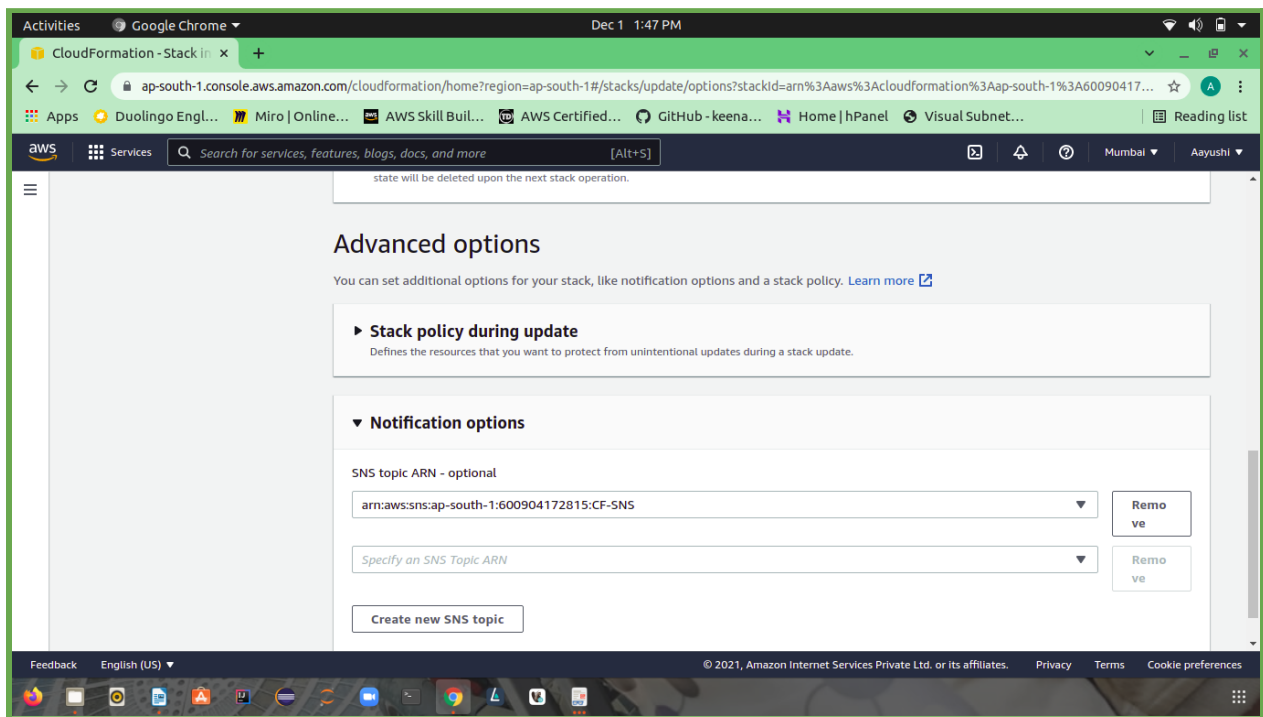 Activities Google Chrome Dec 1 1:47 PM
CloudFormation - Stack in
ap-south-1.console.aws.amazon.com/cloudformation/home?region=ap-south-1#/stacks/update/options?stackId=arn%3Aaws%3Acloudformation%3Aap-south-1%3A60090417... A
Apps Duolingo Engl... Miro | Online... AWS Skill Buil... AWS Certified... GitHub - keena... Home | hPanel Visual Subnet... Reading list
aws Services Search for services, features, blogs, docs, and more [Alt+S] Mumbai Aayushi
state will be deleted upon the next stack operation.
Advanced options
You can set additional options for your stack, like notification options and a stack policy. Learn more
Stack policy during update
Defines the resources that you want to protect from unintentional updates during a stack update.
Notification options
SNS topic ARN - optional
arn:aws:sns:ap-south-1:600904172815:CF-SNS Remo
ve
Specify an SNS Topic ARN Remo
ve
Create new SNS topic
Feedback English (US) © 2021, Amazon Internet Services Private Ltd. or its affiliates. Privacy Terms Cookie preferences